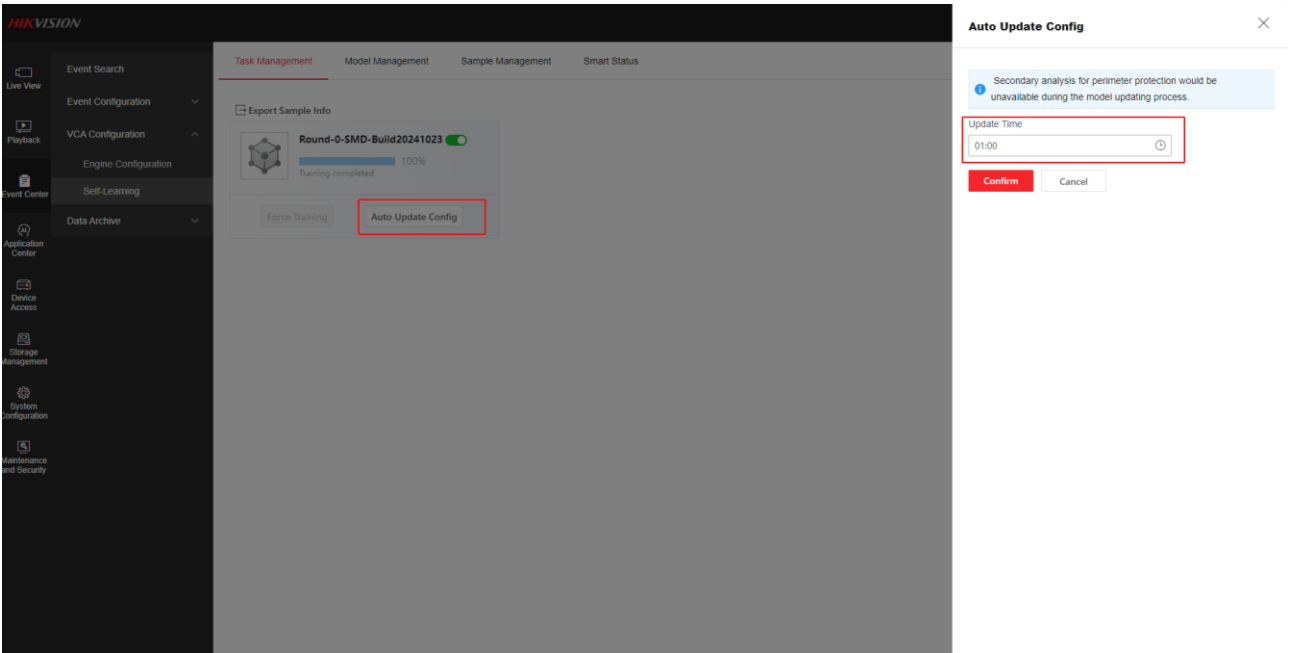 HIKVISION
Live View
Playback
Event Center
Application
Center
Device
Access
Storage
Management
System
Configuration
Maintenance
and Security
Event Search
Event Configuration
VCA Configuration
Engine Configuration
Self-Learning
Data Archive
Task Management
Model Management
Sample Management
Smart Status
Export Sample Info
Round-0-SMD-Build20241023
100%
Training completed
Force Training
Auto Update Config
Auto Update Config
Secondary analysis for perimeter protection would be
unavailable during the model updating process.
Update Time
01:00
Confirm
Cancel